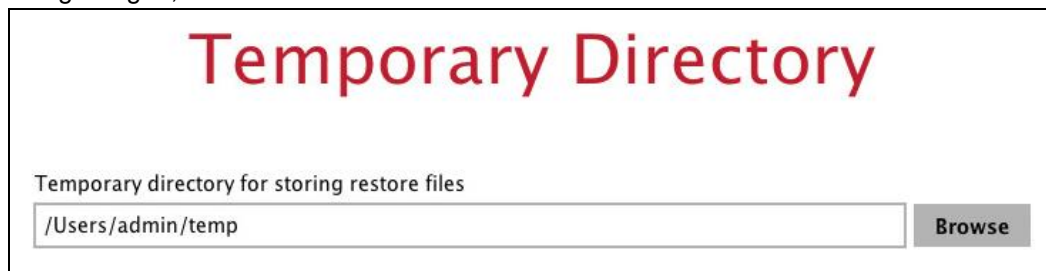 Temporary Directory
Temporary directory for storing restore files
/Users/admin/temp
Browse